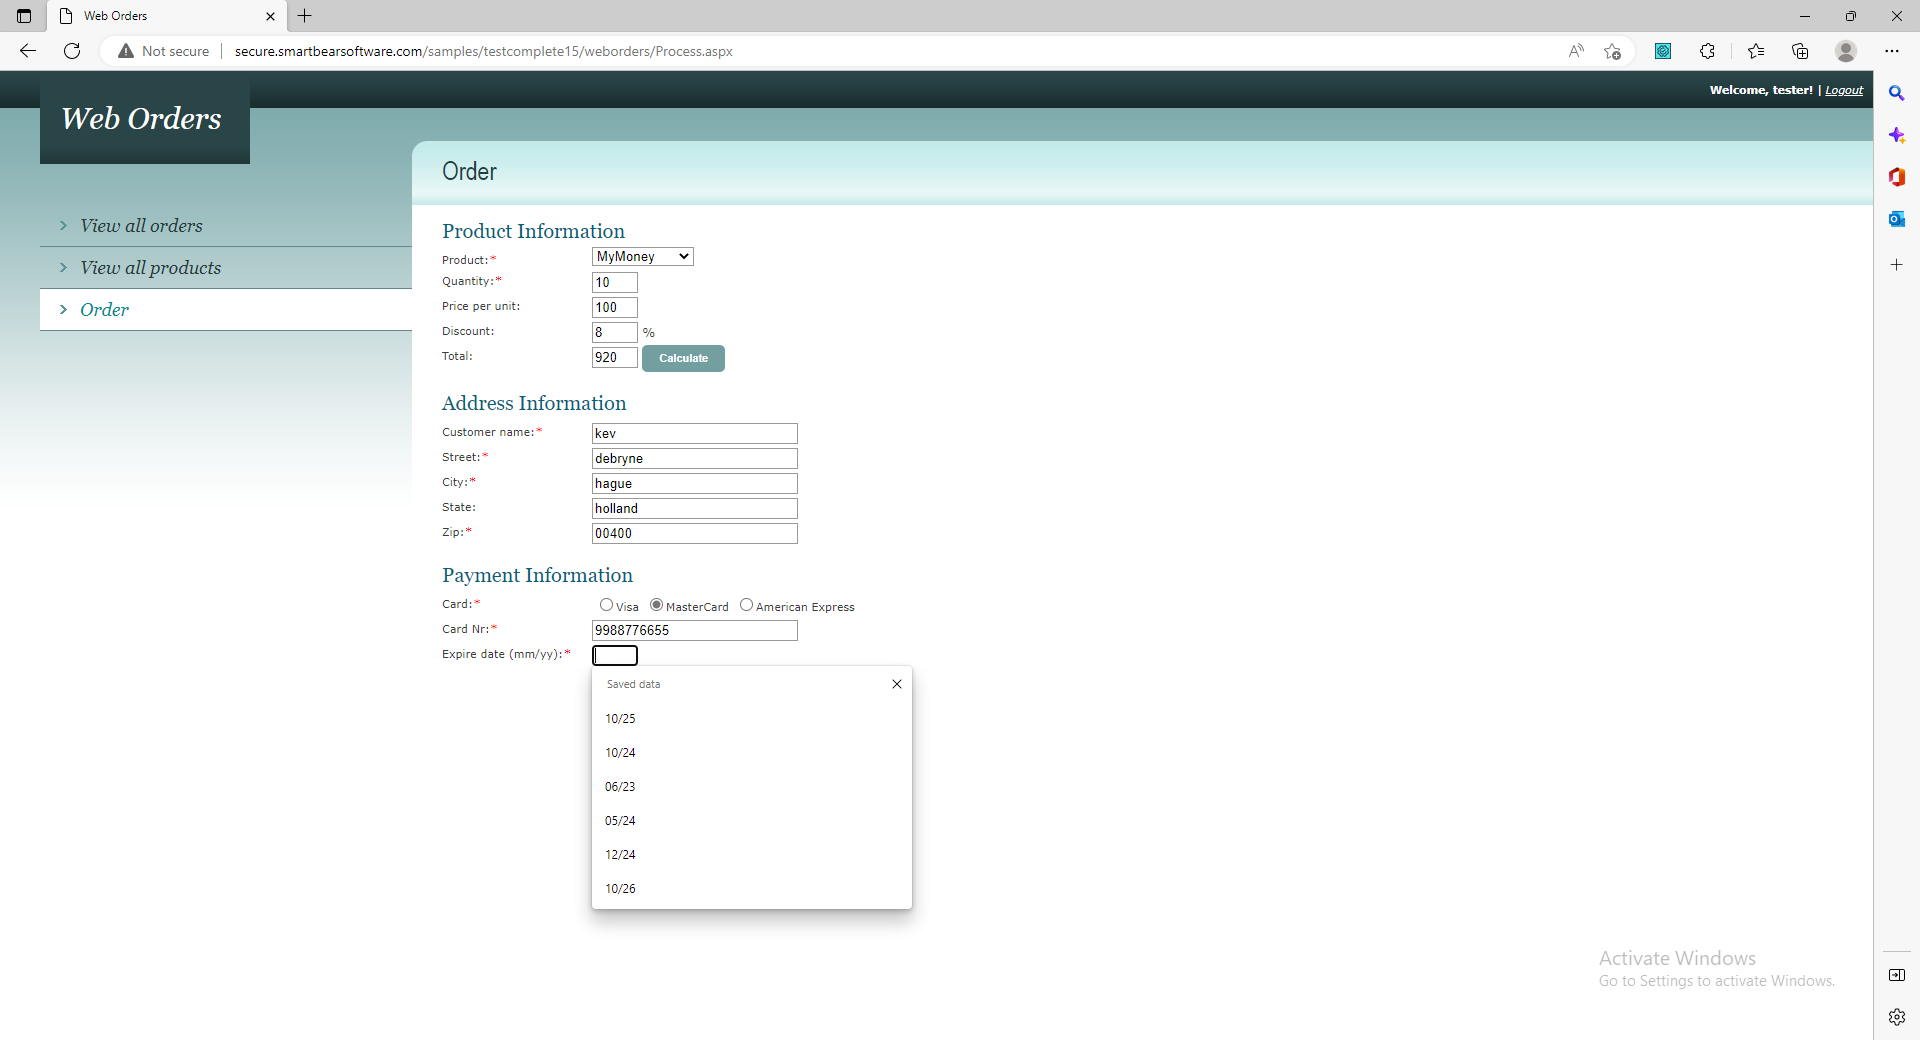 Web Orders
Not secure
secure.smartbearsoftware.com/samples/testcomplete15/weborders/Process.aspx
Welcome, tester! | Logout
Web Orders
Order
> View all orders
> View all products
> Order
Product Information
Product:* MyMoney
Quantity:* 10
Price per unit: 100
Discount: 8 %
Total: 920 Calculate
Address Information
Customer name:* kev
Street:* debryne
City:* hague
State: holland
Zip:* 00400
Payment Information
Card:* Visa MasterCard American Express
Card Nr:* 9988776655
Expire date (mm/yy):*
Saved data
10/25
10/24
06/23
05/24
12/24
10/26
Activate Windows
Go to Settings to activate Windows.